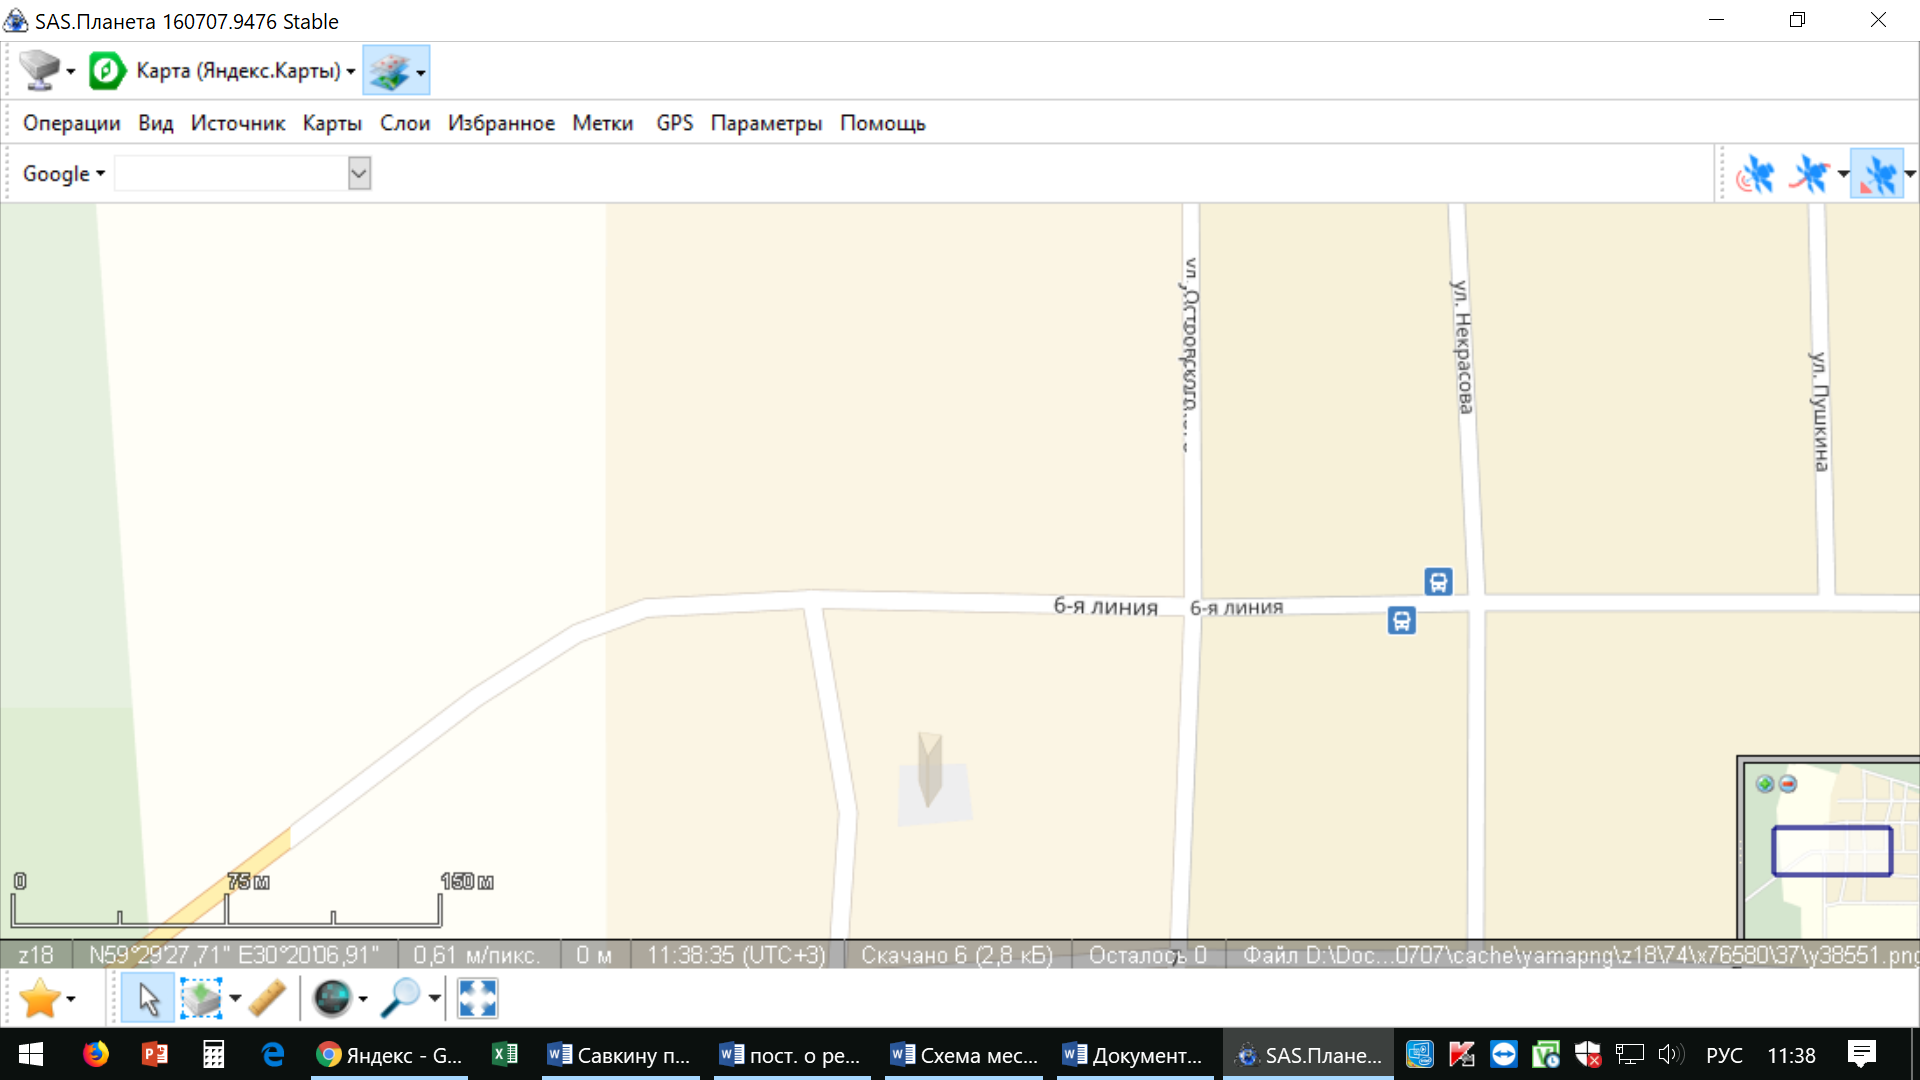 SAS.Планета 160707.9476 Stable
Карта (Яндекс.Карты)
Операции Вид Источник Карты Слои Избранное Метки GPS Параметры Помощь
Google
ул. Островского
ул. Некрасова
ул. Пушкина
6-я линия 6-я линия
0 75 м 150 м
z18 N59°29'27,71" E30°20'06,91" 0,61 м/пикс. 0 м 11:38:35 (UTC+3) Скачано 6 (2,8 кБ) Осталось 0 Файл D:\Doc...0707\cache\yamapng\z18\74\x76580\37\y38551.png
Яндекс - G... Савкину п... пост. о ре... Схема мес... Документ... SAS.Плане... РУС 11:38